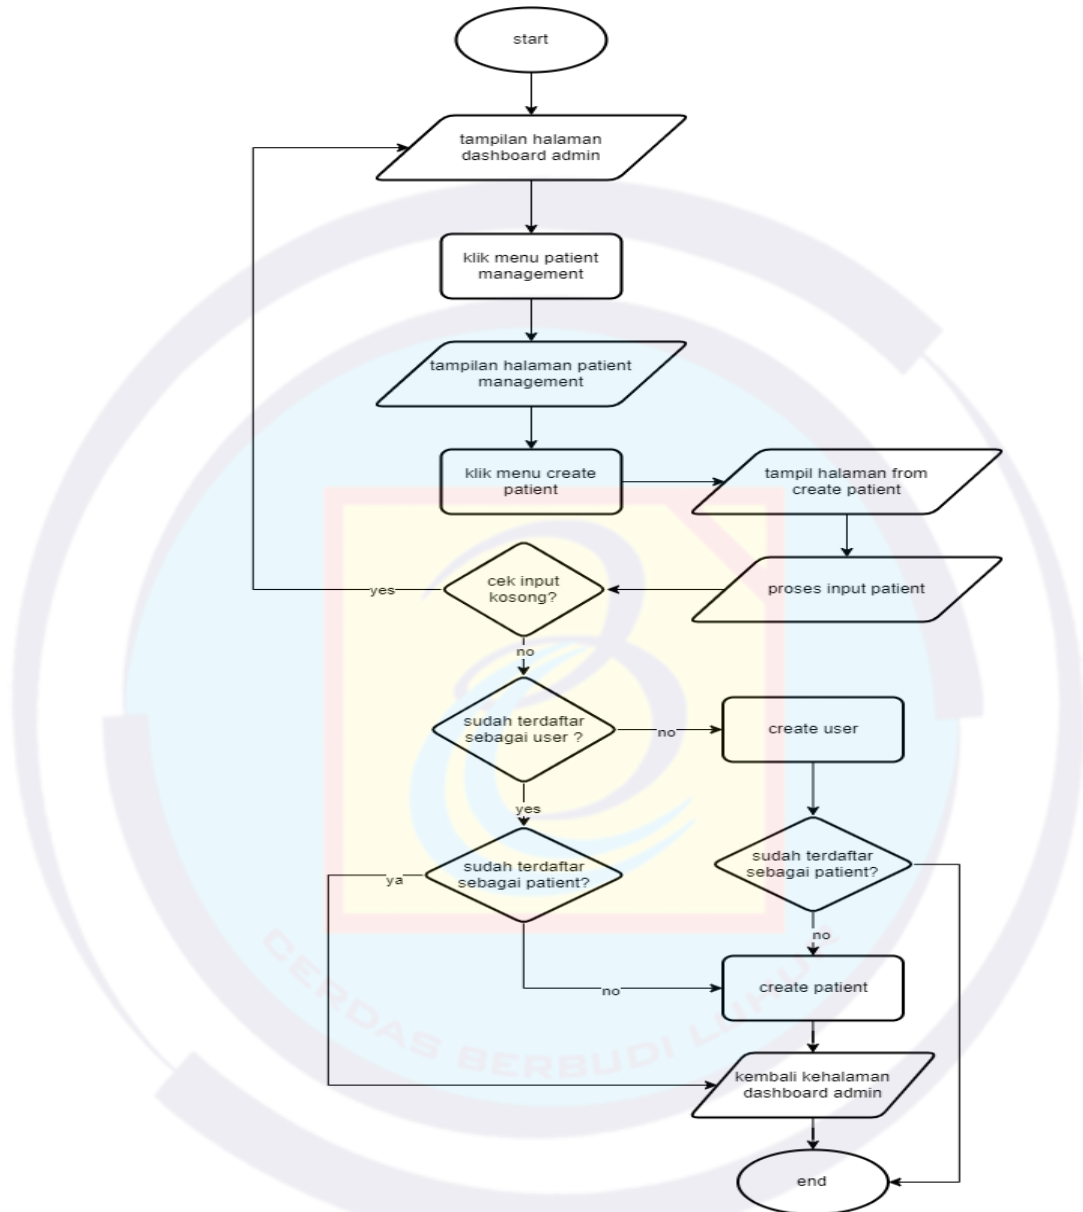 start
tampilan halaman
dashboard admin
klik menu patient
management
tampilan halaman patient
management
klik menu create
patient
tampil halaman from
create patient
cek input
kosong?
proses input patient
yes
no
sudah terdaftar
sebagai user ?
no
create user
yes
sudah terdaftar
sebagai patient?
ya
sudah terdaftar
sebagai patient?
no
no
create patient
kembali kehalaman
dashboard admin
end
CERDAS BERBUDI LUHUR